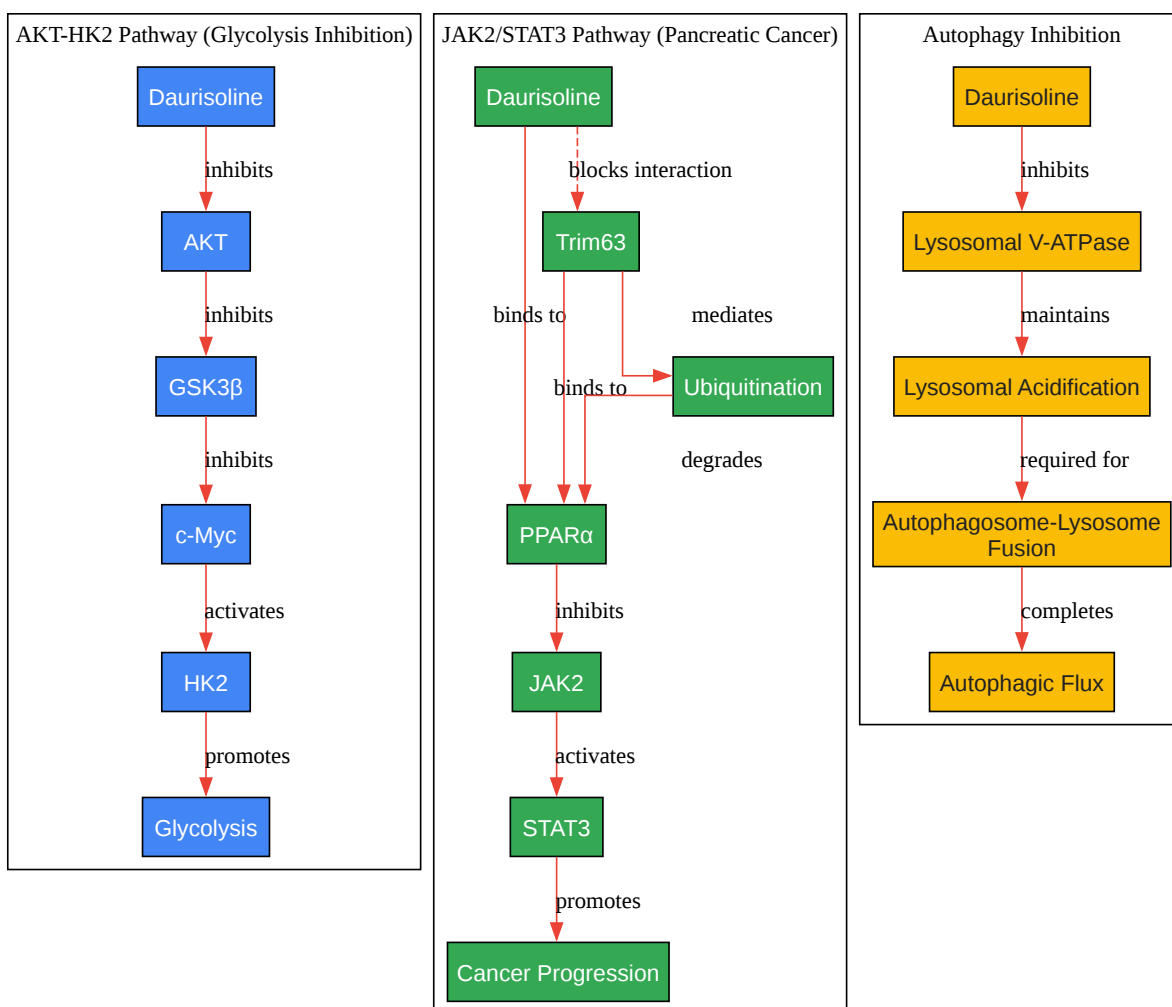 AKT-HK2 Pathway (Glycolysis Inhibition)
Daurisoline
inhibits
AKT
inhibits
GSK3β
inhibits
c-Myc
activates
HK2
promotes
Glycolysis
JAK2/STAT3 Pathway (Pancreatic Cancer)
Daurisoline
blocks interaction
Trim63
binds to
mediates
binds to
Ubiquitination
degrades
PPARα
inhibits
JAK2
activates
STAT3
promotes
Cancer Progression
Autophagy Inhibition
Daurisoline
inhibits
Lysosomal V-ATPase
maintains
Lysosomal Acidification
required for
Autophagosome-Lysosome
Fusion
completes
Autophagic Flux